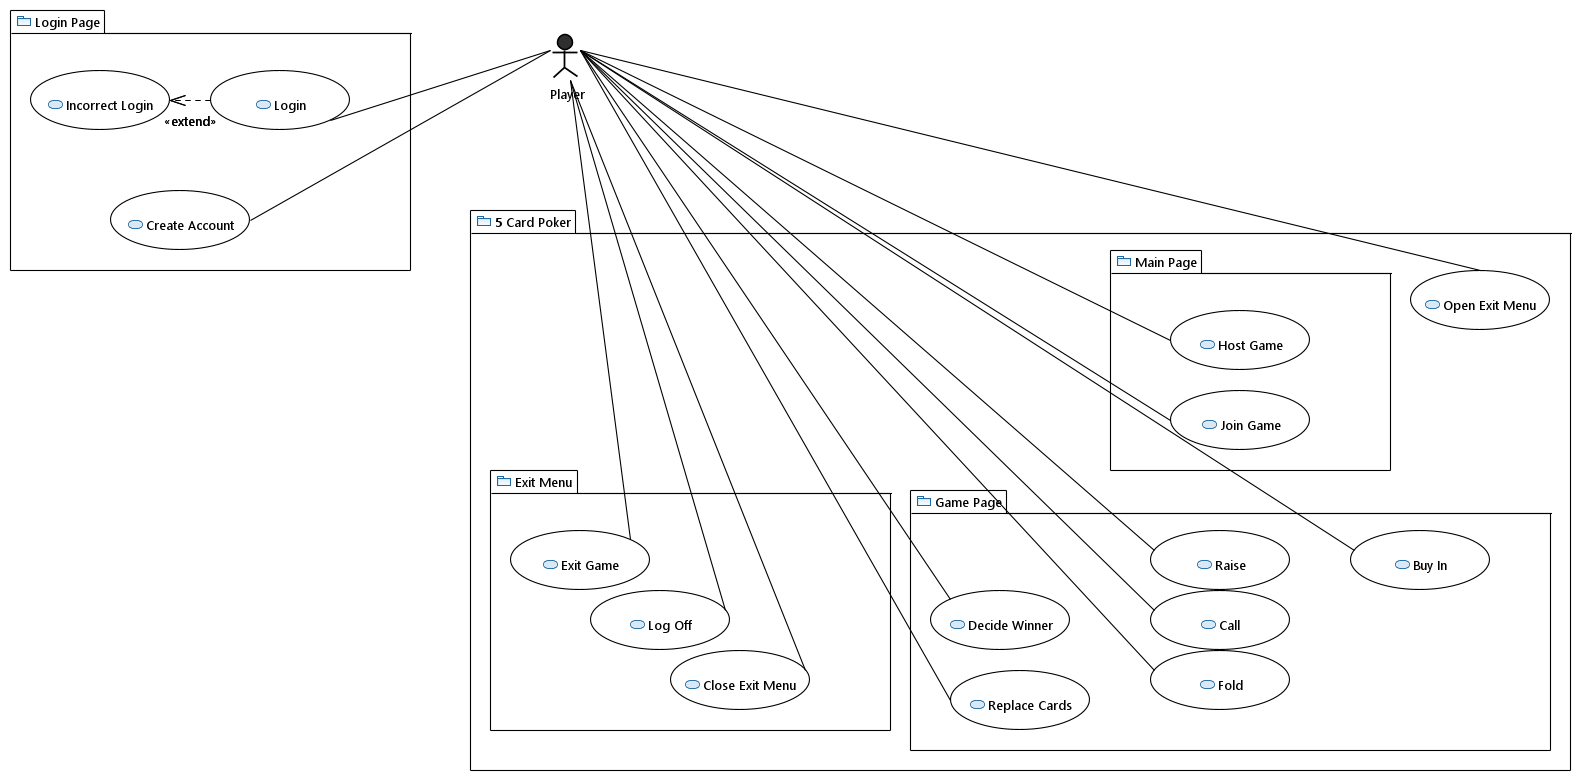 Login Page
Incorrect Login
Login
«extend»
Create Account
Player
5 Card Poker
Main Page
Host Game
Join Game
Open Exit Menu
Exit Menu
Exit Game
Log Off
Close Exit Menu
Game Page
Raise
Buy In
Decide Winner
Call
Replace Cards
Fold